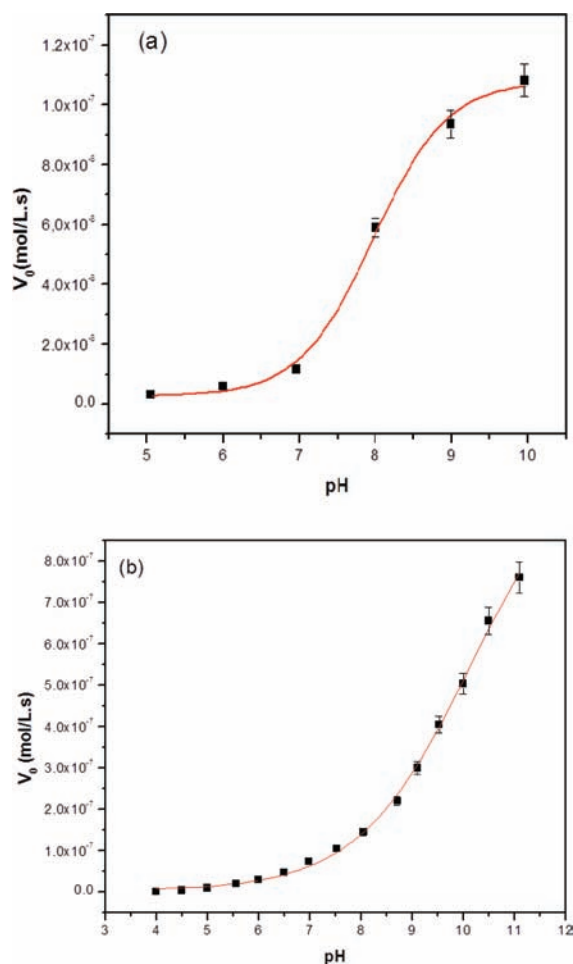 (a)
1.2x10⁻⁷
1.0x10⁻⁷
8.0x10⁻⁸
6.0x10⁻⁸
4.0x10⁻⁸
2.0x10⁻⁸
0.0
V₀(mol/L.s)
5 6 7 8 9 10
pH
(b)
8.0x10⁻⁷
7.0x10⁻⁷
6.0x10⁻⁷
5.0x10⁻⁷
4.0x10⁻⁷
3.0x10⁻⁷
2.0x10⁻⁷
1.0x10⁻⁷
0.0
V₀ (mol/L.s)
3 4 5 6 7 8 9 10 11 12
pH